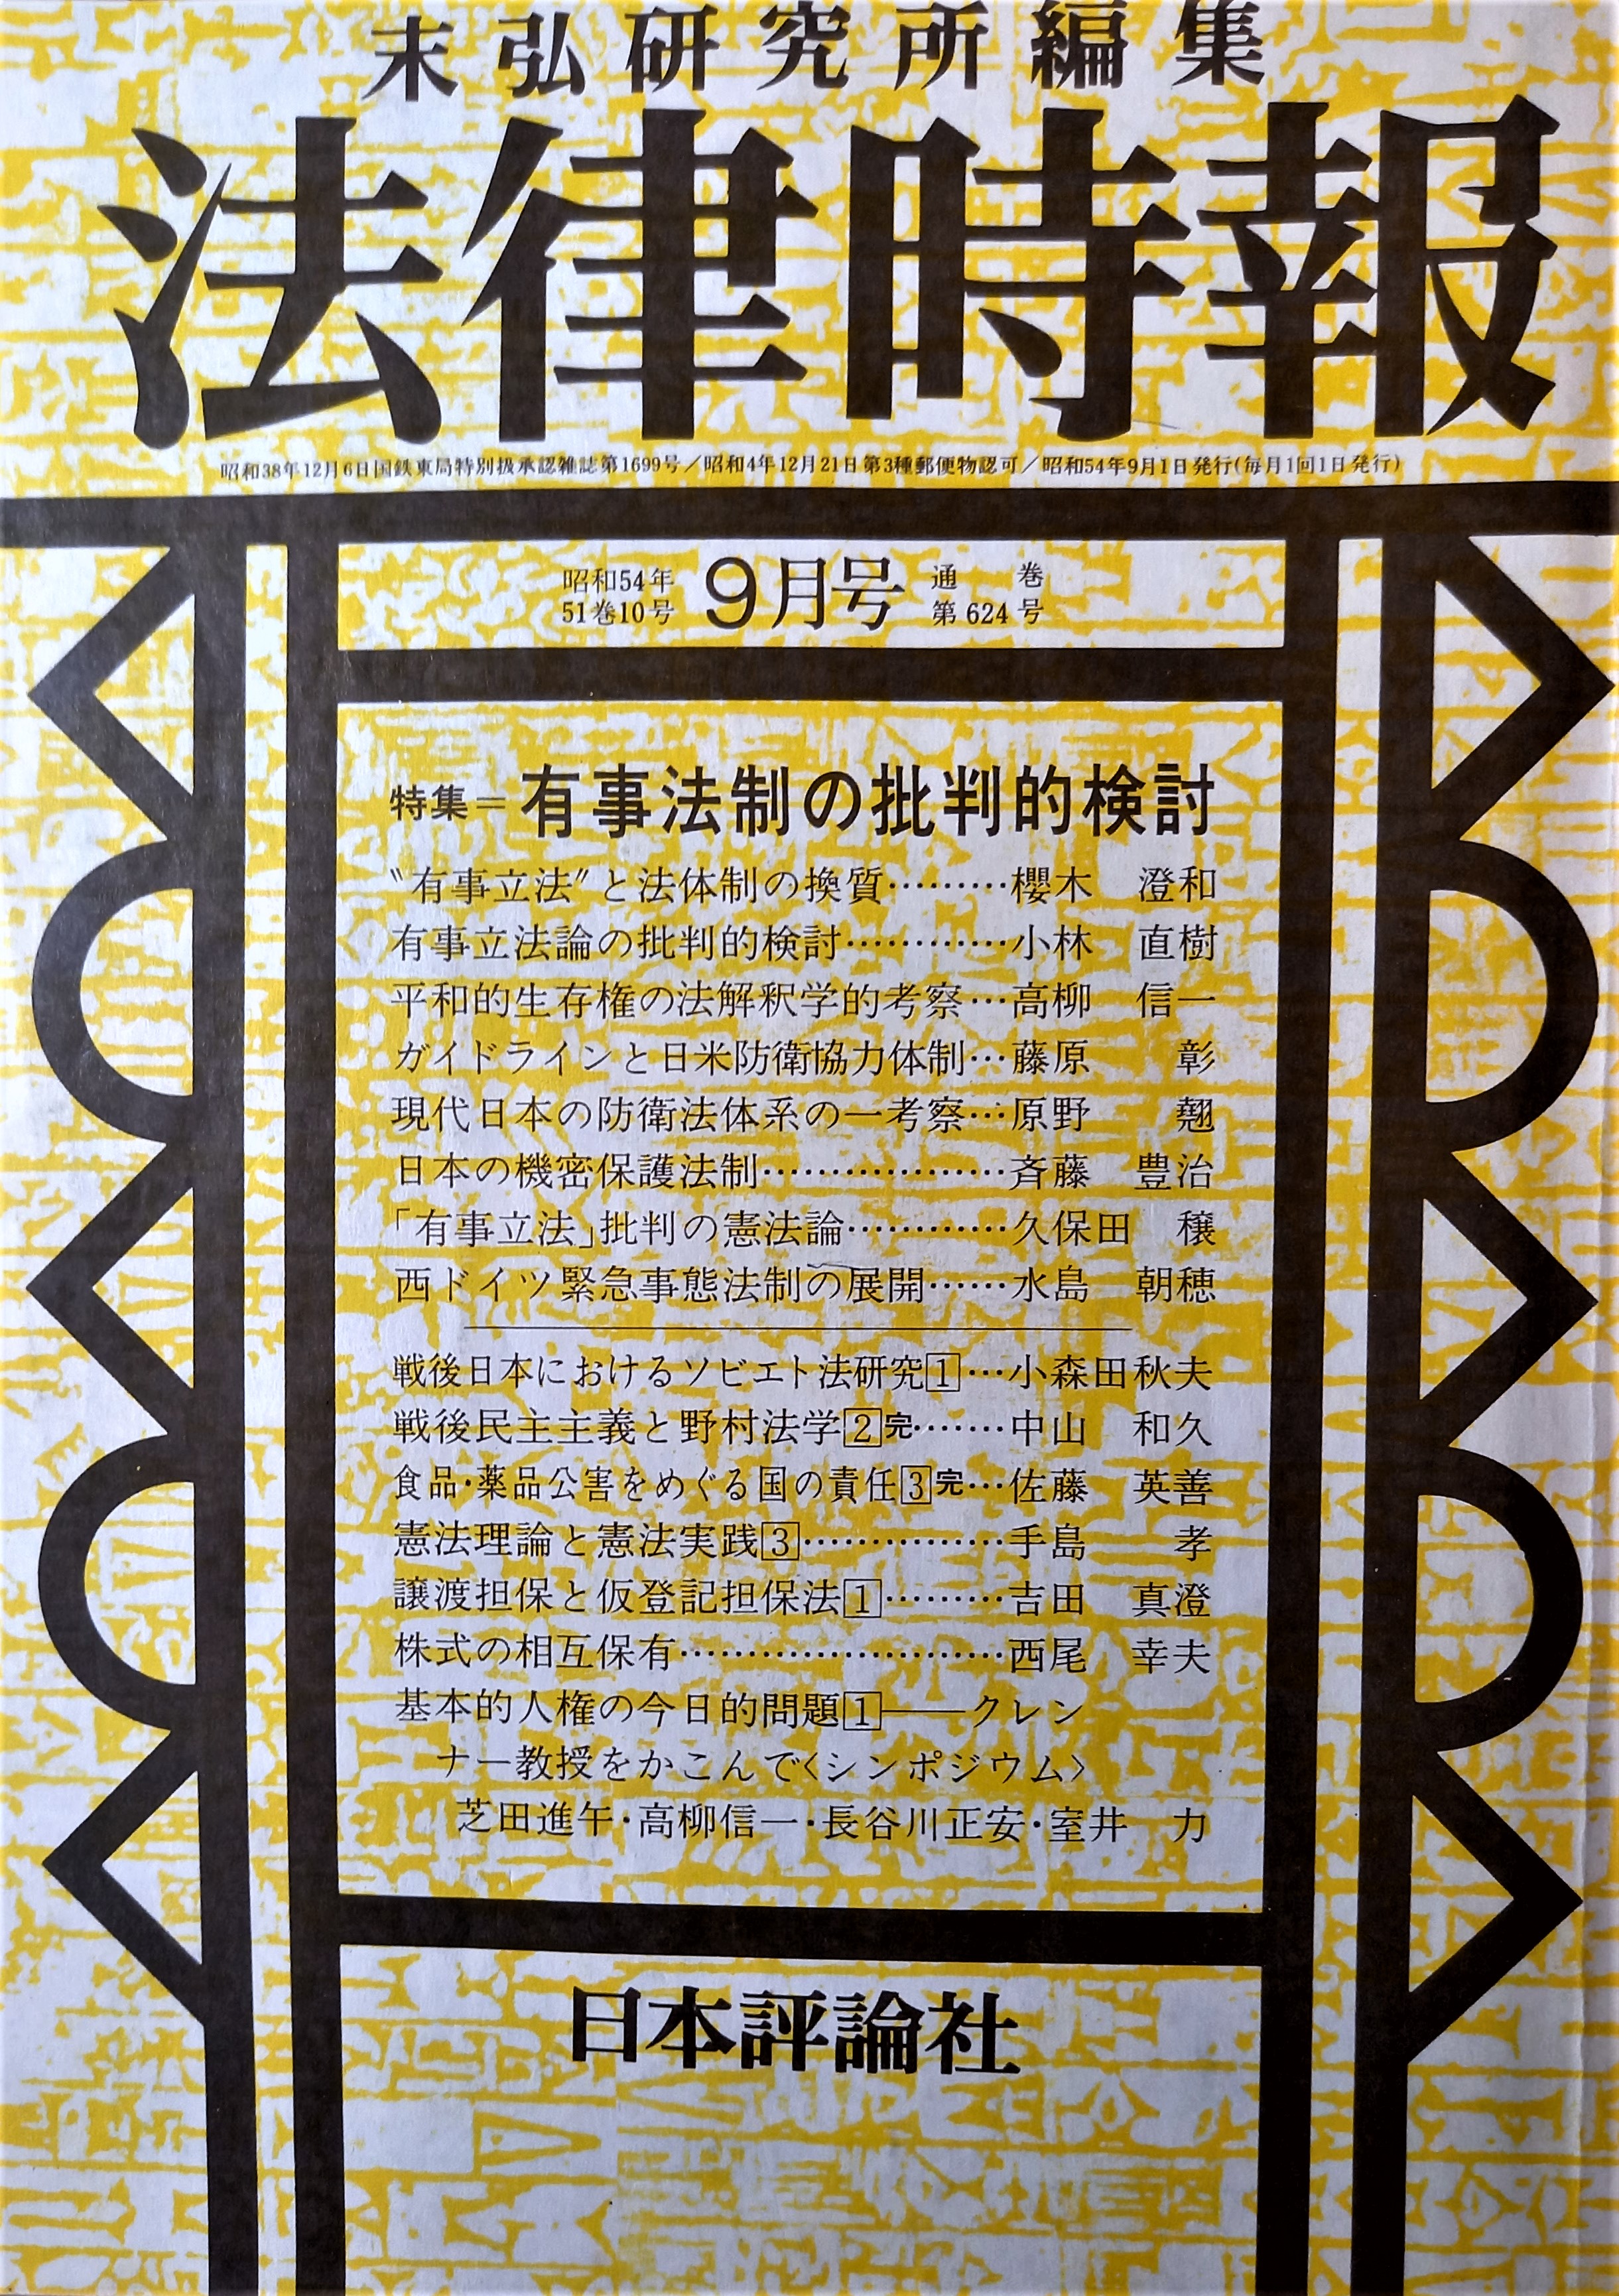 末弘研究所編集
法律時報
昭和38年12月6日国鉄東局特別扱承認雑誌第1699号／昭和4年12月21日第3種郵便物認可／昭和54年9月1日発行(毎月1回1日発行)
昭和54年
51巻10号
9月号
通巻
第624号
特集＝有事法制の批判的検討
〝有事立法〞と法体制の換質………櫻木　澄和
有事立法論の批判的検討…………小林　直樹
平和的生存権の法解釈学的考察…高柳　信一
ガイドラインと日米防衛協力体制…藤原　彰
現代日本の防衛法体系の一考察…原野　翹
日本の機密保護法制………………斉藤　豊治
「有事立法」批判の憲法論…………久保田　穣
西ドイツ緊急事態法制の展開……水島　朝穂
戦後日本におけるソビエト法研究1…小森田秋夫
戦後民主主義と野村法学2完……中山　和久
食品・薬品公害をめぐる国の責任3完…佐藤　英善
憲法理論と憲法実践3……………手島　孝
譲渡担保と仮登記担保法1………吉田　真澄
株式の相互保有……………………西尾　幸夫
基本的人権の今日的問題1――クレン
ナー教授をかこんで〈シンポジウム〉
芝田進午・高柳信一・長谷川正安・室井　力
日本評論社